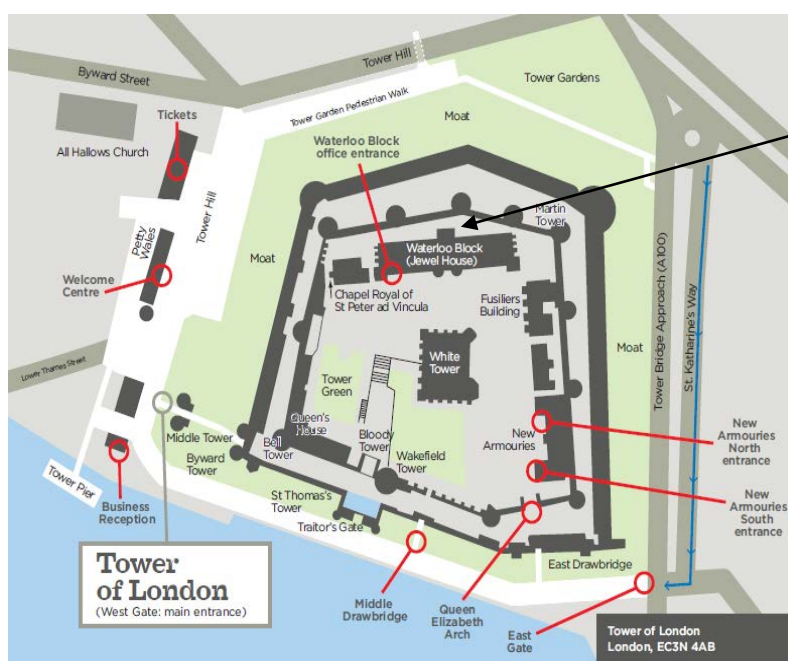 Tower Hill
Byward Street
Tower Gardens
Tower Garden Pedestrian Walk
Tickets
Moat
All Hallows Church
Waterloo Block
office entrance
Tower Hill
Martin
Tower
Petty
Wales
Waterloo Block
(Jewel House)
Moat
Welcome
Centre
Chapel Royal of
St Peter ad Vincula
Fusiliers
Building
Tower Bridge Approach (A100)
St. Katharine's Way
Moat
Lower Thames Street
White
Tower
Tower
Green
Queen's
House
New
Armouries
North
entrance
Middle Tower
Bell
Tower
Bloody
Tower
New
Armouries
Byward
Tower
Wakefield
Tower
Tower Pier
Business
Reception
St Thomas's
Tower
New
Armouries
South
entrance
Traitor's Gate
Tower
of London
(West Gate: main entrance)
East Drawbridge
Middle
Drawbridge
Queen
Elizabeth
Arch
East
Gate
Tower of London
London, EC3N 4AB